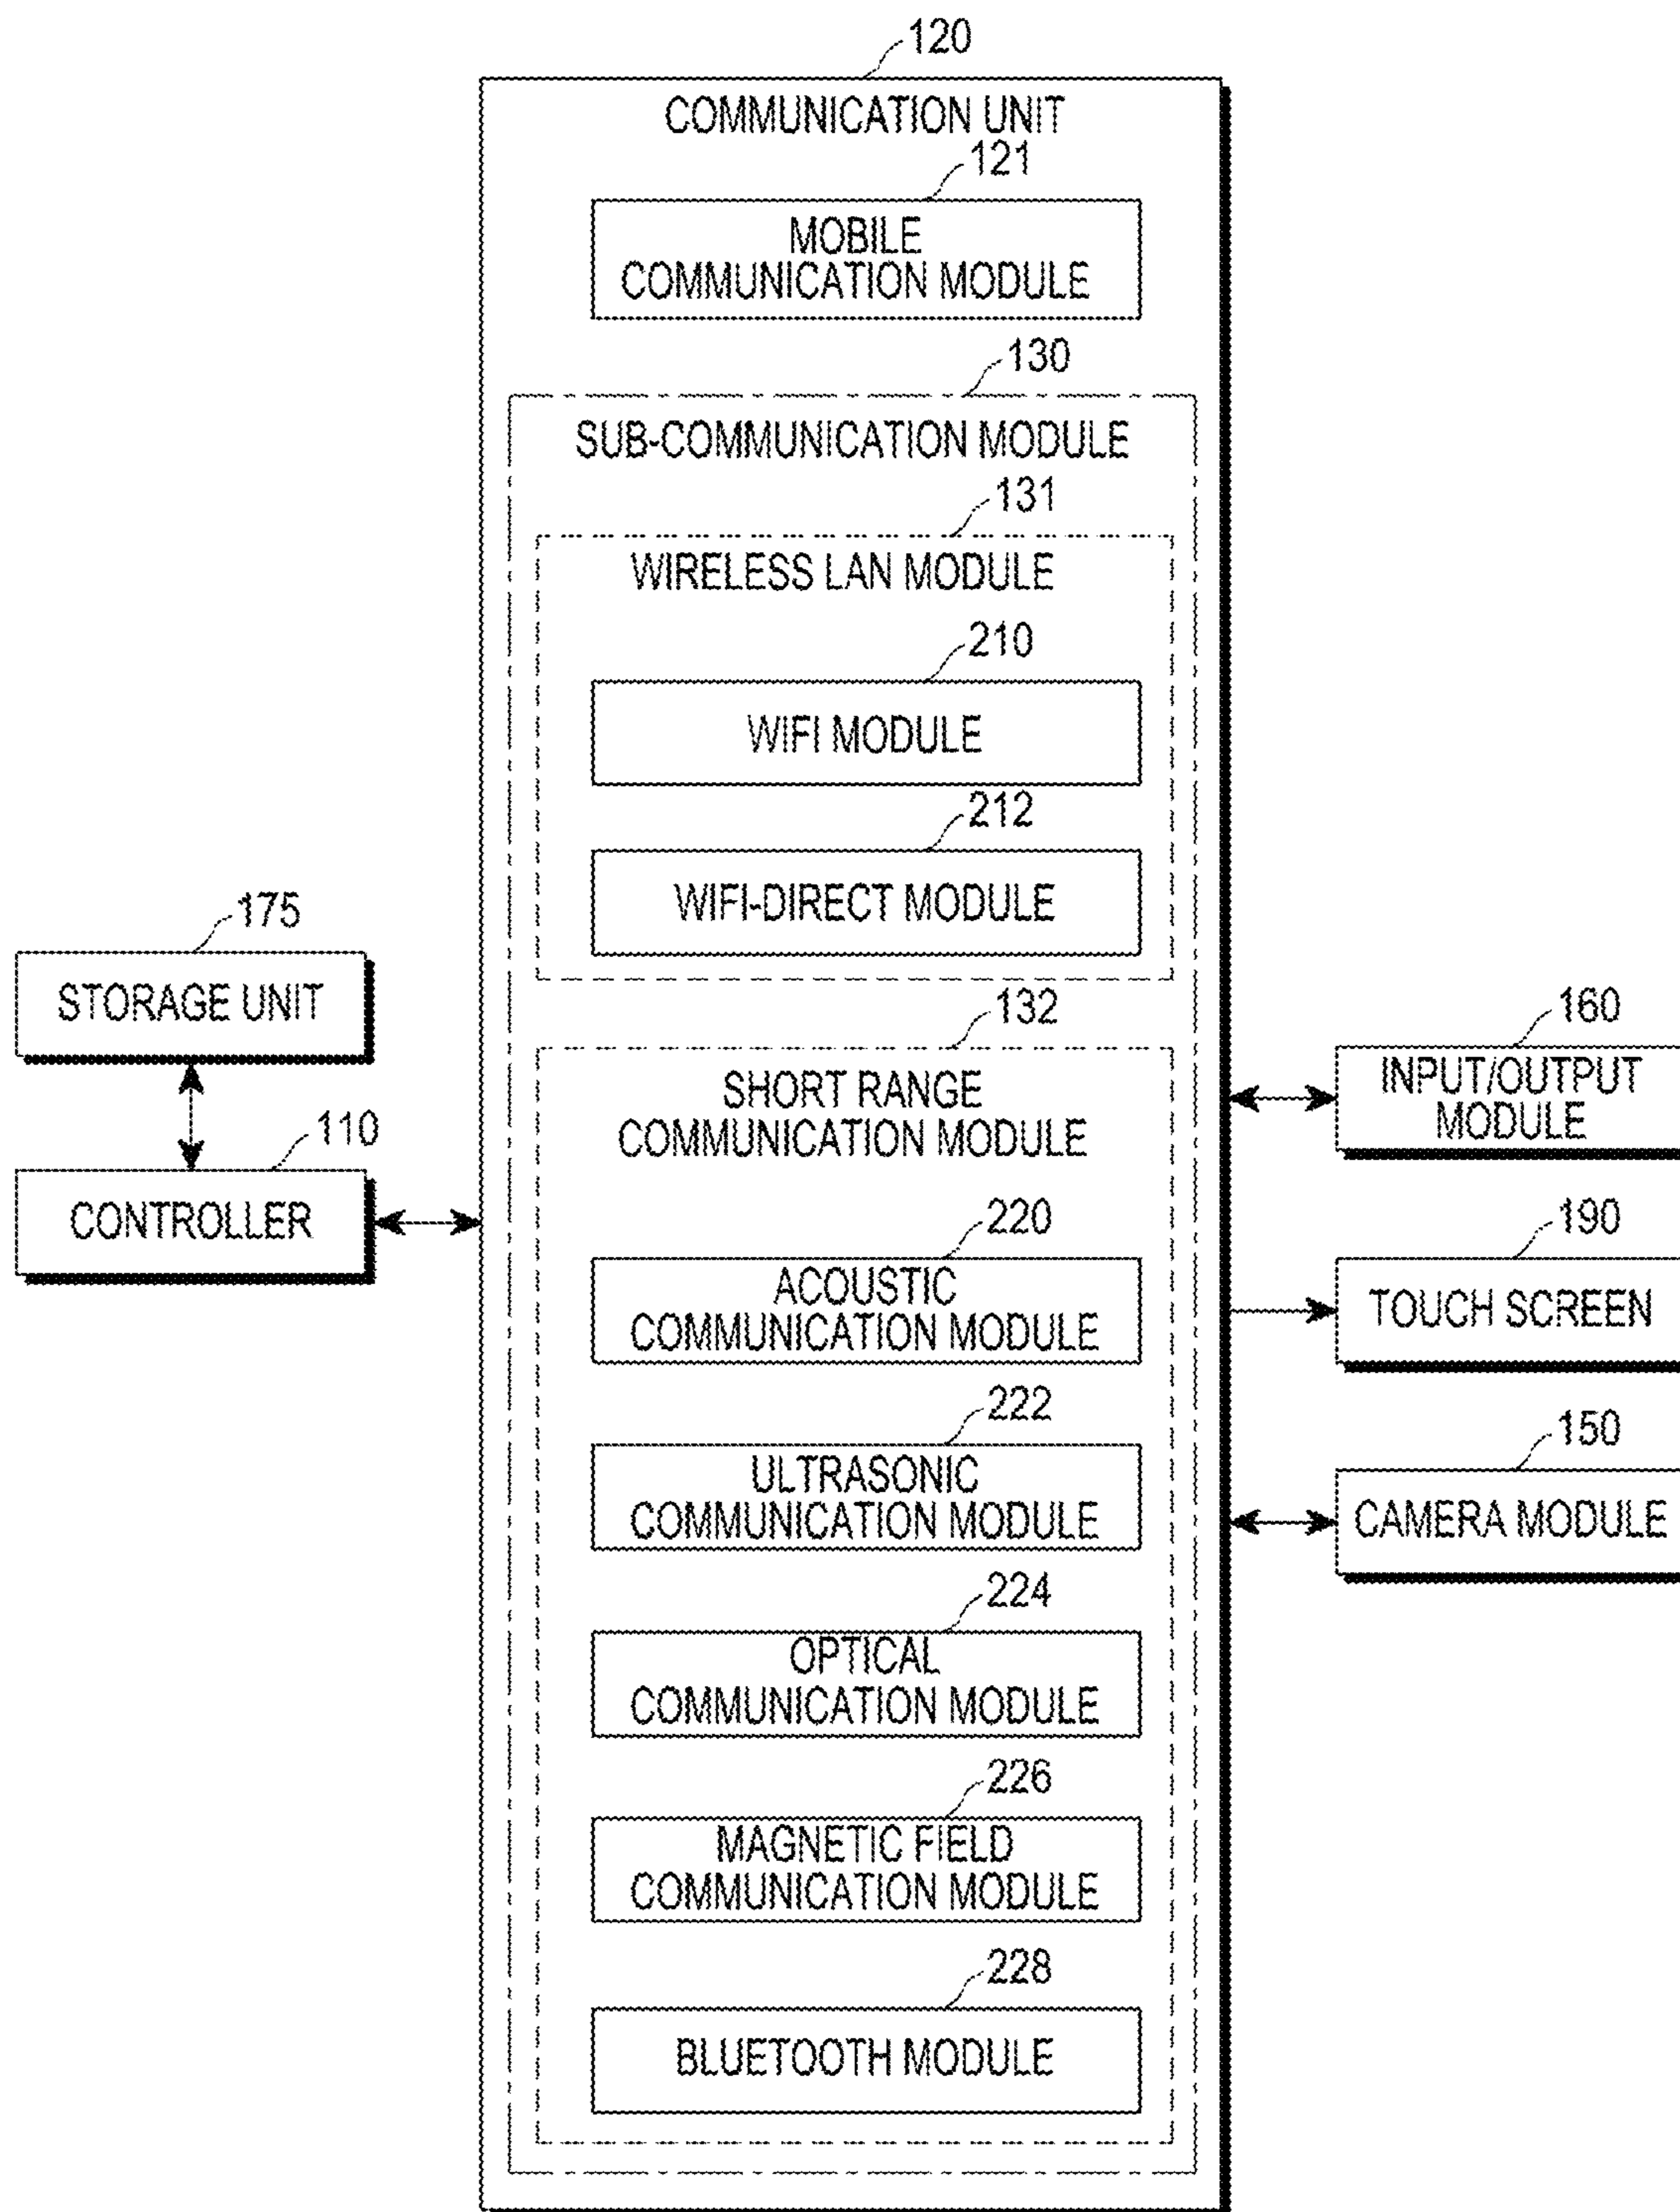 120
COMMUNICATION UNIT
121
MOBILE
COMMUNICATION MODULE
130
SUB-COMMUNICATION MODULE
131
WIRELESS LAN MODULE
210
WIFI MODULE
212
WIFI-DIRECT MODULE
175
STORAGE UNIT
110
CONTROLLER
132
SHORT RANGE
COMMUNICATION MODULE
220
ACOUSTIC
COMMUNICATION MODULE
222
ULTRASONIC
COMMUNICATION MODULE
224
OPTICAL
COMMUNICATION MODULE
226
MAGNETIC FIELD
COMMUNICATION MODULE
228
BLUETOOTH MODULE
160
INPUT/OUTPUT
MODULE
190
TOUCH SCREEN
150
CAMERA MODULE